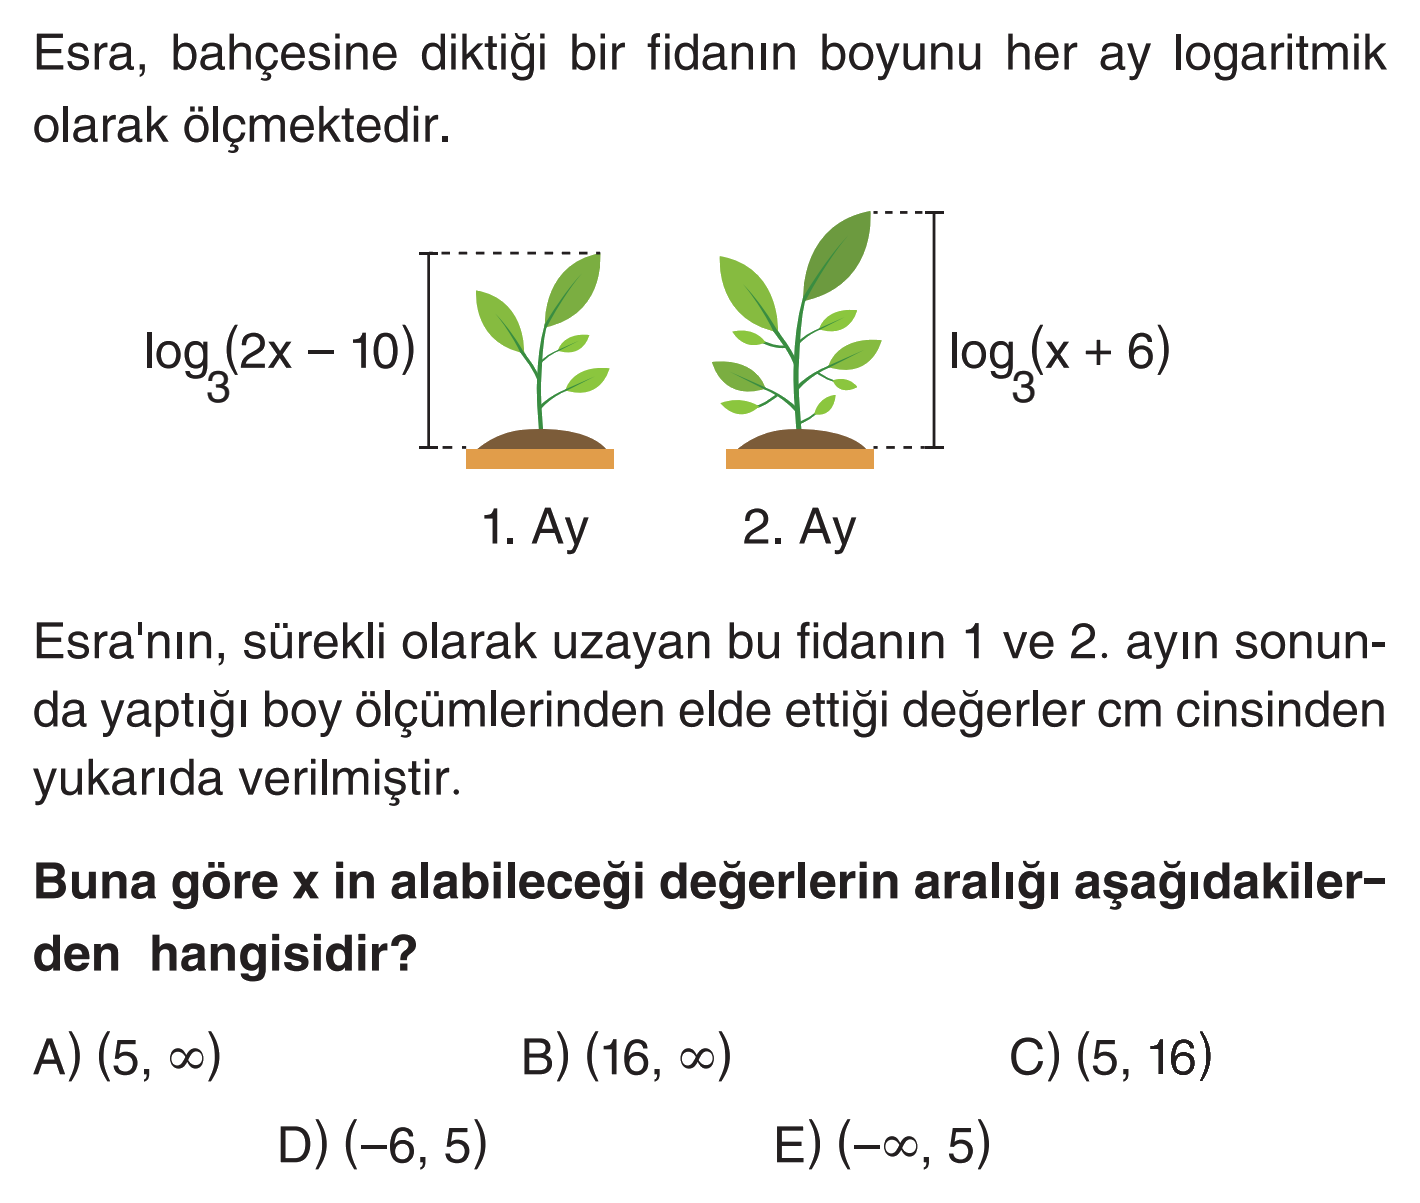 Esra, bahçesine diktiği bir fidanın boyunu her ay logaritmik
olarak ölçmektedir.
log₃(2x – 10)
log₃(x + 6)
1. Ay
2. Ay
Esra'nın, sürekli olarak uzayan bu fidanın 1 ve 2. ayın sonun-
da yaptığı boy ölçümlerinden elde ettiği değerler cm cinsinden
yukarıda verilmiştir.
Buna göre x in alabileceği değerlerin aralığı aşağıdakiler–
den hangisidir?
A) (5, ∞) B) (16, ∞) C) (5, 16)
D) (–6, 5) E) (–∞, 5)